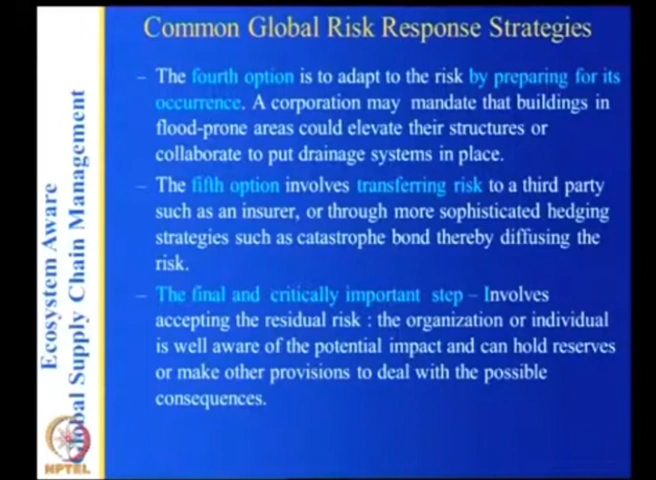 Common Global Risk Response Strategies
– The fourth option is to adapt to the risk by preparing for its
occurrence. A corporation may mandate that buildings in
flood-prone areas could elevate their structures or
collaborate to put drainage systems in place.
– The fifth option involves transferring risk to a third party
such as an insurer, or through more sophisticated hedging
strategies such as catastrophe bond thereby diffusing the
risk.
– The final and critically important step – Involves
accepting the residual risk : the organization or individual
is well aware of the potential impact and can hold reserves
or make other provisions to deal with the possible
consequences.
Ecosystem Aware
Global Supply Chain Management
NPTEL